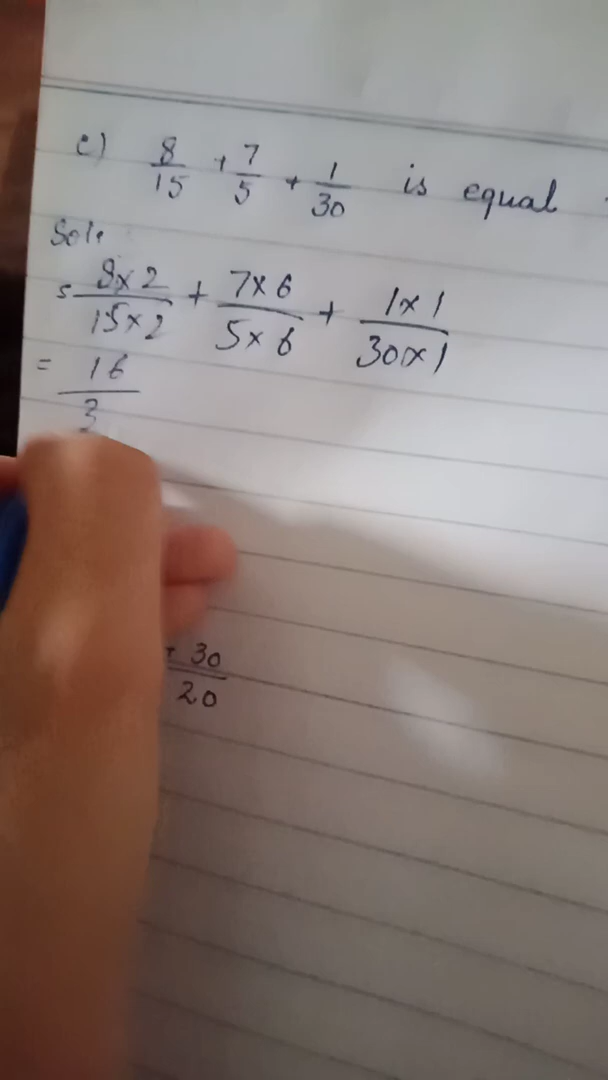 c) 8/15 + 7/5 + 1/30 is equal
Sol:
= 8×2/15×2 + 7×6/5×6 + 1×1/30×1
= 16/3
+ 30/20